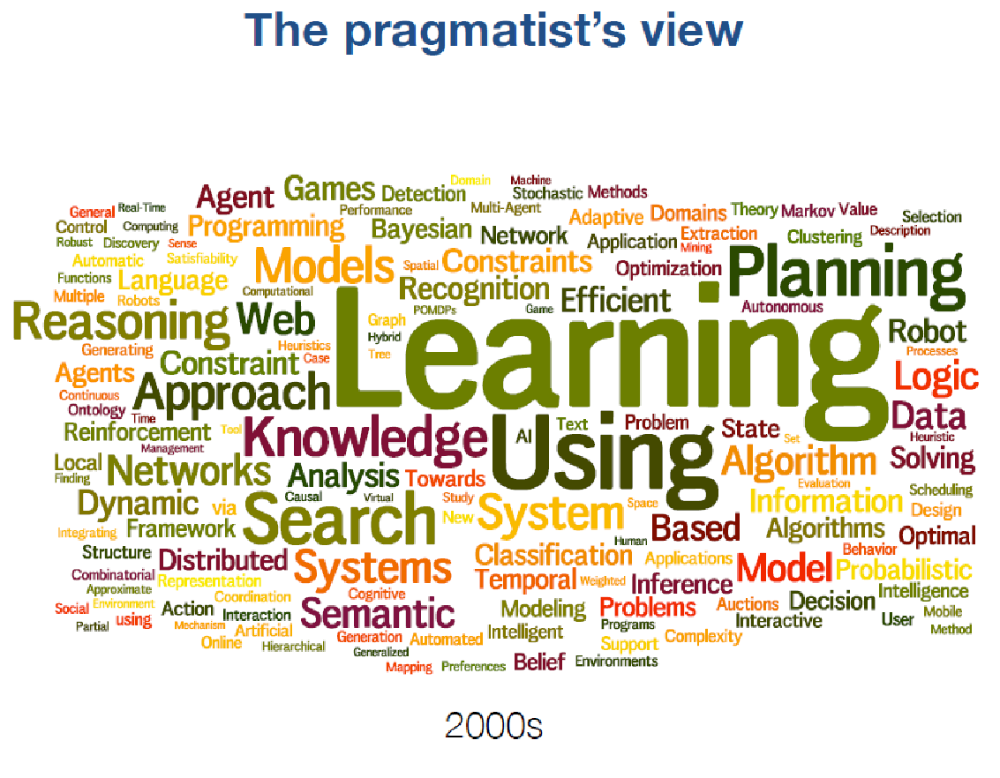 The pragmatist's view
Domain Machine
Agent Games Detection Stochastic Methods
General Real-Time Performance Multi-Agent Adaptive Domains Theory Markov Value Selection
Control Computing Programming Bayesian Network Application Extraction Clustering Description
Robust Discovery Sense Mining
Automatic Satisfiability Models Spatial Constraints Optimization Planning
Functions Language Computational Recognition Efficient
Multiple Robots POMDPs Game Autonomous
Reasoning Web Graph Learning Robot
Generating Heuristics Hybrid Processes
Agents Constraint Case Tree Logic
Continuous Approach
Ontology Time Data
Reinforcement Tool Knowledge Using AI Text Problem State Set Heuristic
Management Algorithm Solving
Local Networks Analysis Towards
Finding Evaluation
Dynamic via Causal Virtual Study Space Information Scheduling
Integrating Framework Search New System Human Based Algorithms Design Optimal
Structure Distributed Systems Classification Applications Model Behavior Probabilistic
Combinatorial Representation Temporal Weighted Inference
Approximate Coordination Cognitive Intelligence
Social Environment Action Interaction Semantic Modeling Problems Auctions Decision Mobile
Partial using Mechanism Artificial Generation Automated Intelligent Programs Interactive User Method
Online Hierarchical Generalized Support Complexity
Mapping Preferences Belief Environments
2000s